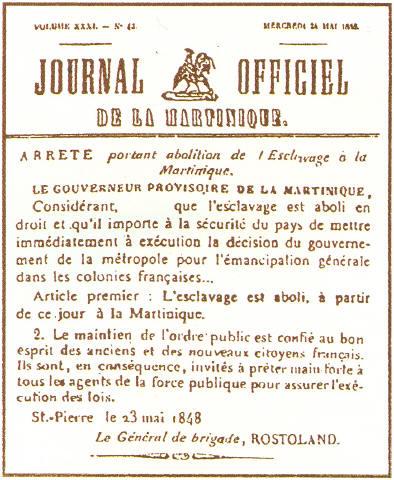 VOLUME XXXI. — N° 42.
MERCREDI 24 MAI 1848.
JOURNAL OFFICIEL
DE LA MARTINIQUE.
ARRETÉ portant abolition de l'Esclavage à la
Martinique.
LE GOUVERNEUR PROVISOIRE DE LA MARTINIQUE,
Considérant, que l'esclavage est aboli en
droit et qu'il importe à la sécurité du pays de mettre
immédiatement à exécution la décision du gouverne-
ment de la métropole pour l'émancipation générale
dans les colonies françaises...
Article premier : L'esclavage est aboli, à partir
de ce jour à la Martinique.
2. Le maintien de l'ordre public est confié au bon
esprit des anciens et des nouveaux citoyens français.
Ils sont, en conséquence, invités à prêter main forte à
tous les agents de la force publique pour assurer l'exé-
cution des lois.
St-Pierre le 23 mai 1848
Le Général de brigade, ROSTOLAND.